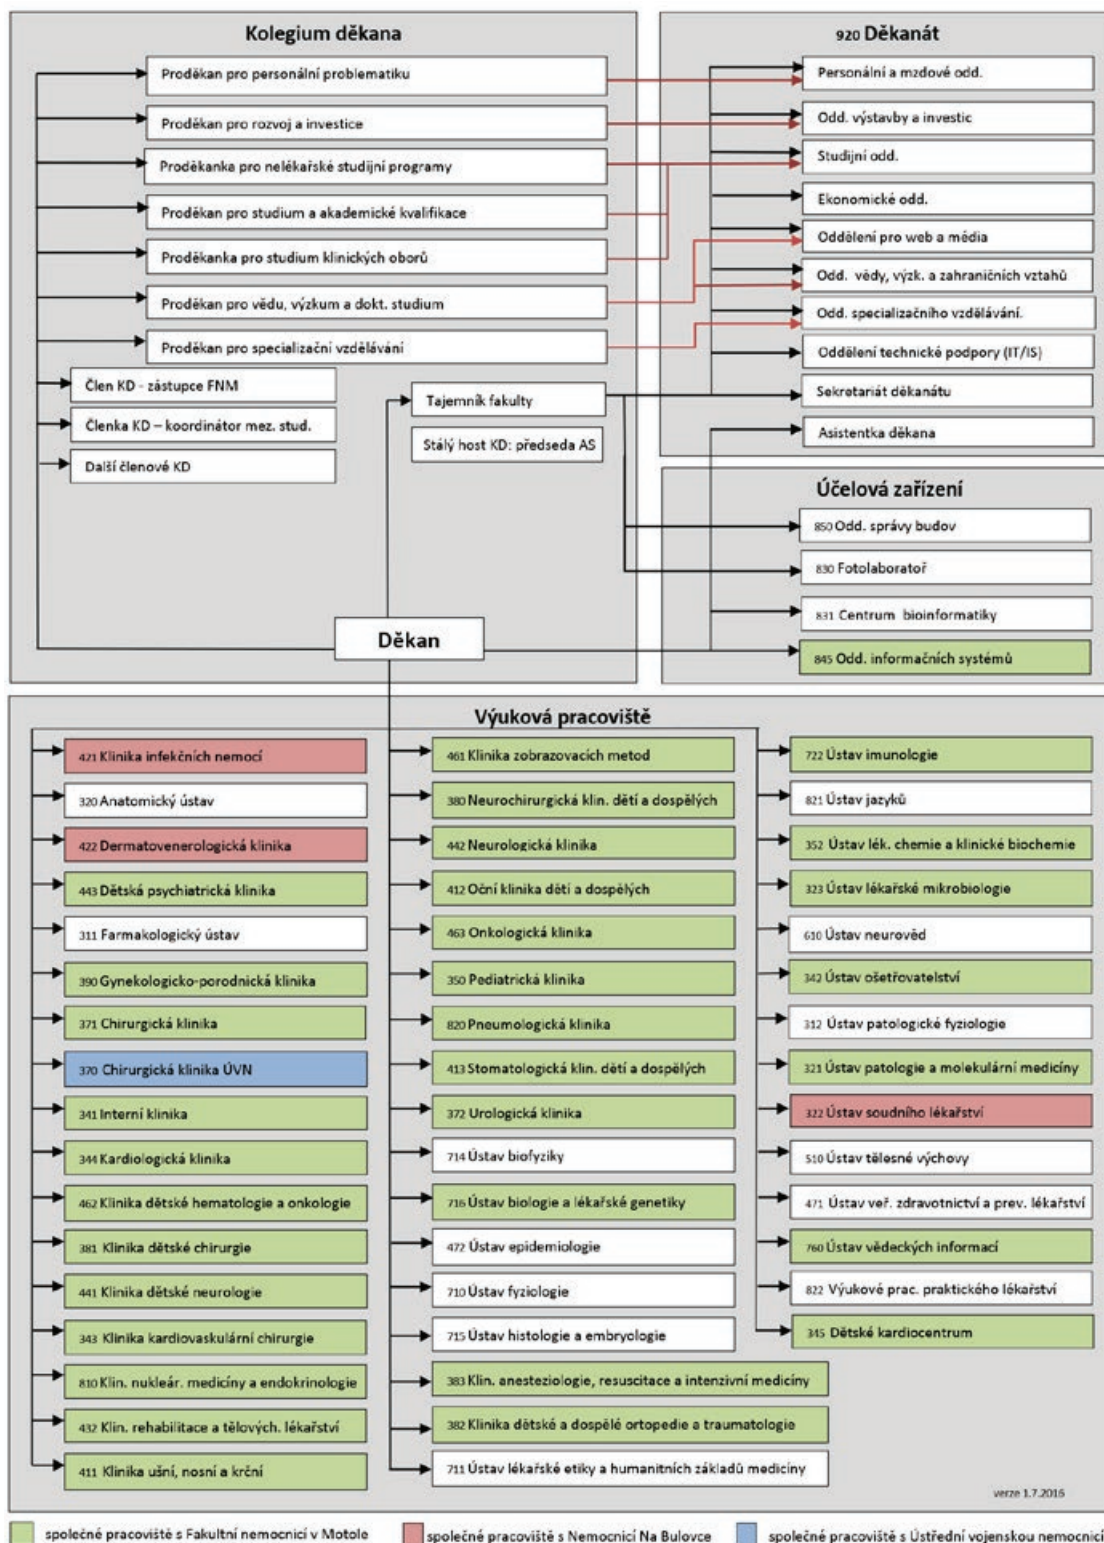 Kolegium děkana
Proděkan pro personální problematiku
Proděkan pro rozvoj a investice
Proděkanka pro nelékařské studijní programy
Proděkan pro studium a akademické kvalifikace
Proděkanka pro studium klinických oborů
Proděkan pro vědu, výzkum a dokt. studium
Proděkan pro specializační vzdělávání
Člen KD - zástupce FNM
Členka KD – koordinátor mez. stud.
Další členové KD
Tajemník fakulty
Stálý host KD: předseda AS
Děkan
920 Děkanát
Personální a mzdové odd.
Odd. výstavby a investic
Studijní odd.
Ekonomické odd.
Oddělení pro web a média
Odd. vědy, výzk. a zahraničních vztahů
Odd. specializačního vzdělávání.
Oddělení technické podpory (IT/IS)
Sekretariát děkanátu
Asistentka děkana
Účelová zařízení
850 Odd. správy budov
830 Fotolaboratoř
831 Centrum bioinformatiky
845 Odd. informačních systémů
Výuková pracoviště
421 Klinika infekčních nemocí
320 Anatomický ústav
422 Dermatovenerologická klinika
443 Dětská psychiatrická klinika
311 Farmakologický ústav
390 Gynekologicko-porodnická klinika
371 Chirurgická klinika
370 Chirurgická klinika ÚVN
341 Interní klinika
344 Kardiologická klinika
462 Klinika dětské hematologie a onkologie
381 Klinika dětské chirurgie
441 Klinika dětské neurologie
343 Klinika kardiovaskulární chirurgie
810 Klin. nukleár. medicíny a endokrinologie
432 Klin. rehabilitace a tělových. lékařství
411 Klinika ušní, nosní a krční
461 Klinika zobrazovacích metod
380 Neurochirurgická klin. dětí a dospělých
442 Neurologická klinika
412 Oční klinika dětí a dospělých
463 Onkologická klinika
350 Pediatrická klinika
820 Pneumologická klinika
413 Stomatologická klin. dětí a dospělých
372 Urologická klinika
714 Ústav biofyziky
716 Ústav biologie a lékařské genetiky
472 Ústav epidemiologie
710 Ústav fyziologie
715 Ústav histologie a embryologie
383 Klin. anesteziologie, resuscitace a intenzivní medicíny
382 Klinika dětské a dospělé ortopedie a traumatologie
711 Ústav lékařské etiky a humanitních základů medicíny
722 Ústav imunologie
821 Ústav jazyků
352 Ústav lék. chemie a klinické biochemie
323 Ústav lékařské mikrobiologie
610 Ústav neurověd
342 Ústav ošetřovatelství
312 Ústav patologické fyziologie
321 Ústav patologie a molekulární medicíny
322 Ústav soudního lékařství
510 Ústav tělesné výchovy
471 Ústav veř. zdravotnictví a prev. lékařství
760 Ústav vědeckých informací
822 Výukové prac. praktického lékařství
345 Dětské kardiocentrum
verze 1.7.2016
společné pracoviště s Fakultní nemocnicí v Motole
společné pracoviště s Nemocnicí Na Bulovce
společné pracoviště s Ústřední vojenskou nemocnicí